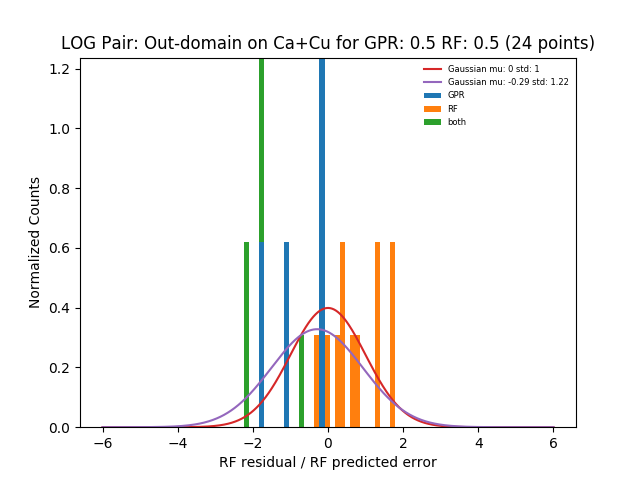 LOG Pair: Out-domain on Ca+Cu for GPR: 0.5 RF: 0.5 (24 points)
Gaussian mu: 0 std: 1
Gaussian mu: -0.29 std: 1.22
GPR
RF
both
Normalized Counts
1.2
1.0
0.8
0.6
0.4
0.2
0.0
−6 −4 −2 0 2 4 6
RF residual / RF predicted error